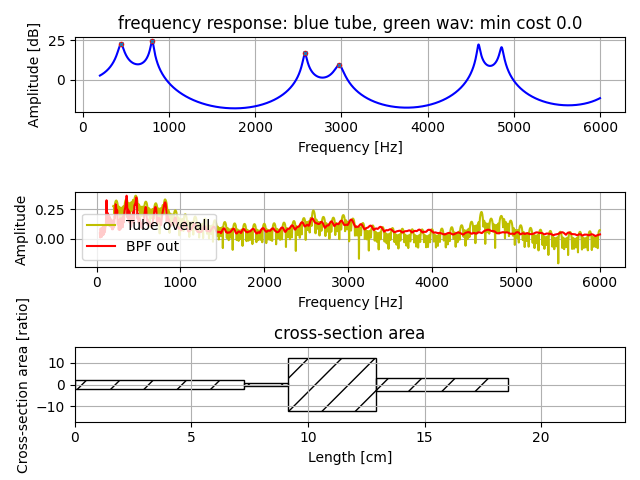 frequency response: blue tube, green wav: min cost 0.0
Amplitude [dB]
25
0
0
1000
2000
3000
4000
5000
6000
Frequency [Hz]
Amplitude
0.25
0.00
Tube overall
BPF out
0
1000
2000
3000
4000
5000
6000
Frequency [Hz]
cross-section area
Cross-section area [ratio]
10
0
−10
0
5
10
15
20
Length [cm]